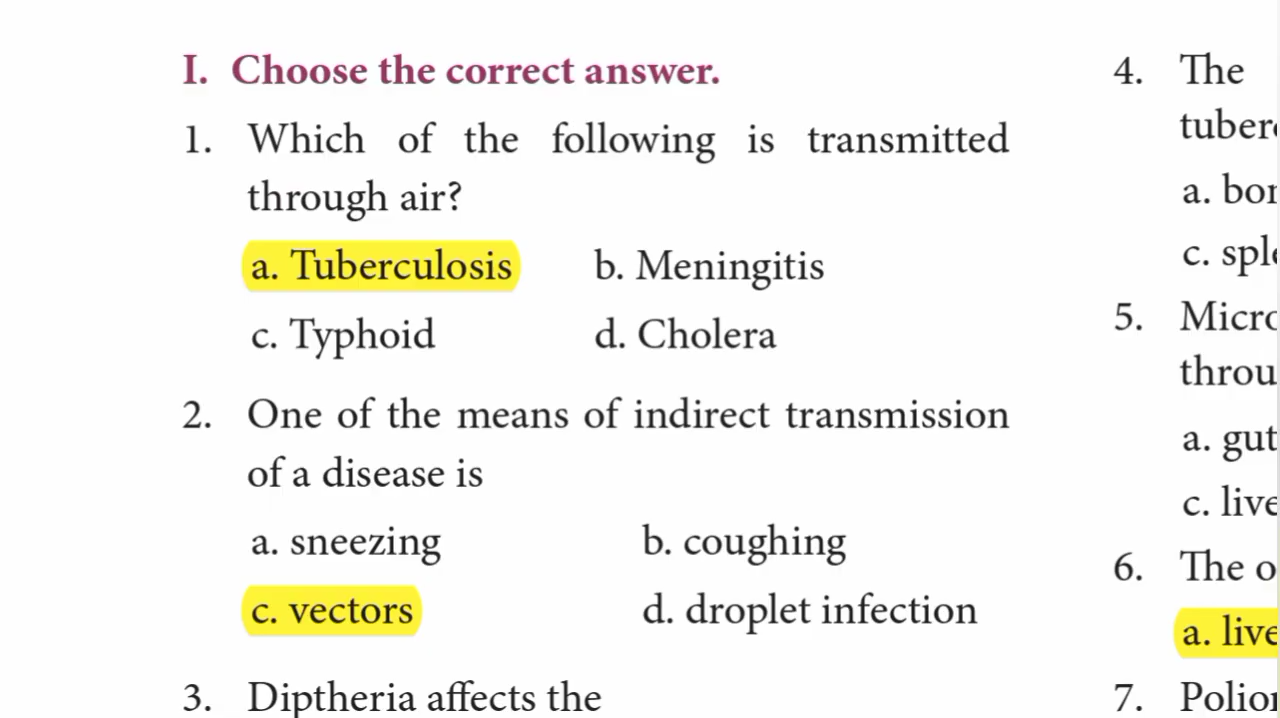 I. Choose the correct answer.
1. Which of the following is transmitted
through air?
a. Tuberculosis b. Meningitis
c. Typhoid d. Cholera
2. One of the means of indirect transmission
of a disease is
a. sneezing b. coughing
c. vectors d. droplet infection
3. Diptheria affects the
4. The
a.
c.
5.
a.
c.
6. The
a.
7.